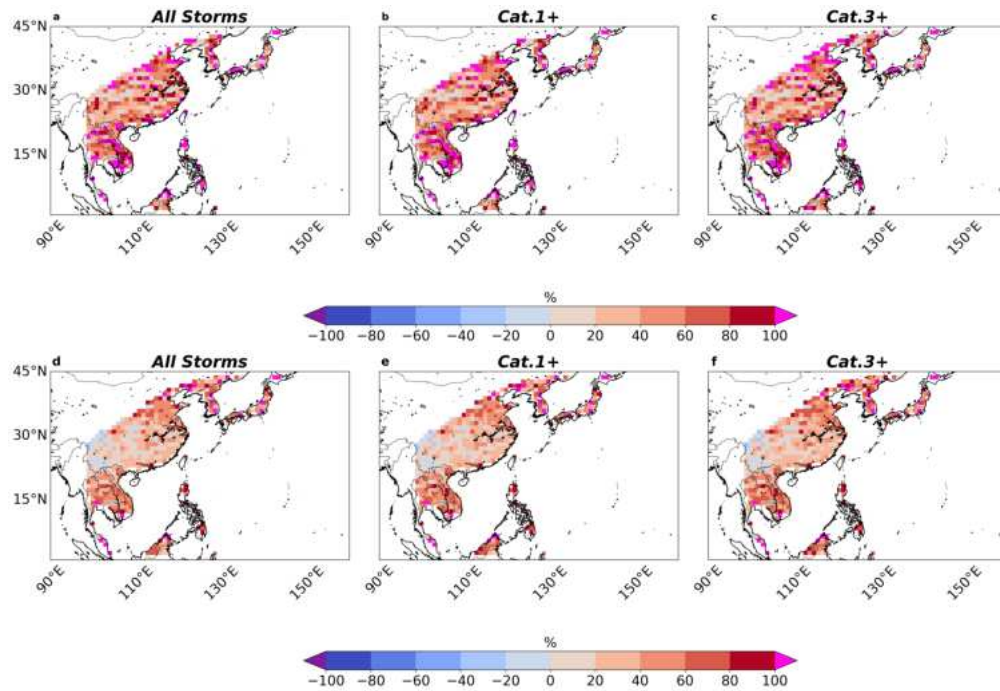 a All Storms b Cat.1+ c Cat.3+
45°N
30°N
15°N
90°E 110°E 130°E 150°E 90°E 110°E 130°E 150°E 90°E 110°E 130°E 150°E
%
−100 −80 −60 −40 −20 0 20 40 60 80 100
d All Storms e Cat.1+ f Cat.3+
45°N
30°N
15°N
90°E 110°E 130°E 150°E 90°E 110°E 130°E 150°E 90°E 110°E 130°E 150°E
%
−100 −80 −60 −40 −20 0 20 40 60 80 100